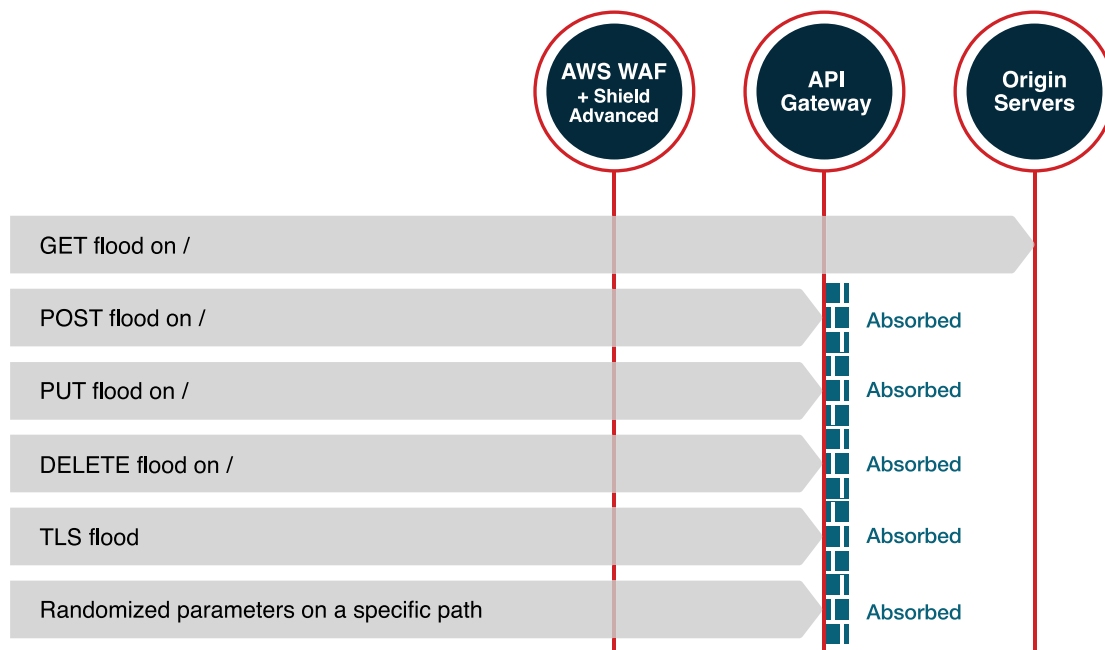 AWS WAF
+ Shield
Advanced
API
Gateway
Origin
Servers
GET flood on /
POST flood on /
Absorbed
PUT flood on /
Absorbed
DELETE flood on /
Absorbed
TLS flood
Absorbed
Randomized parameters on a specific path
Absorbed